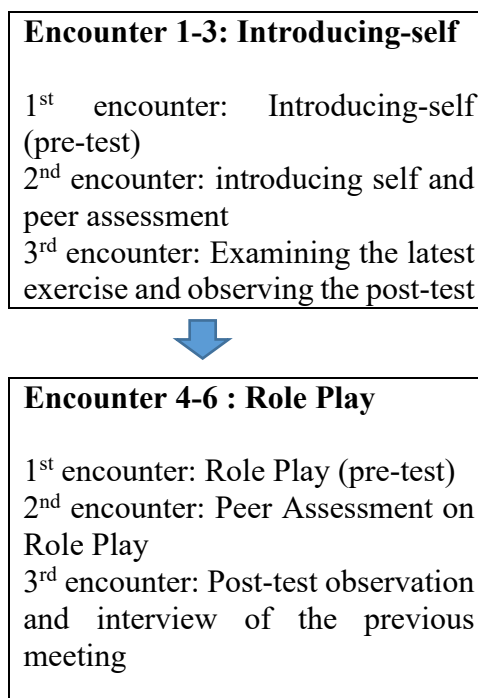 Encounter 1-3: Introducing-self
1st encounter: Introducing-self
(pre-test)
2nd encounter: introducing self and
peer assessment
3rd encounter: Examining the latest
exercise and observing the post-test
Encounter 4-6 : Role Play
1st encounter: Role Play (pre-test)
2nd encounter: Peer Assessment on
Role Play
3rd encounter: Post-test observation
and interview of the previous
meeting